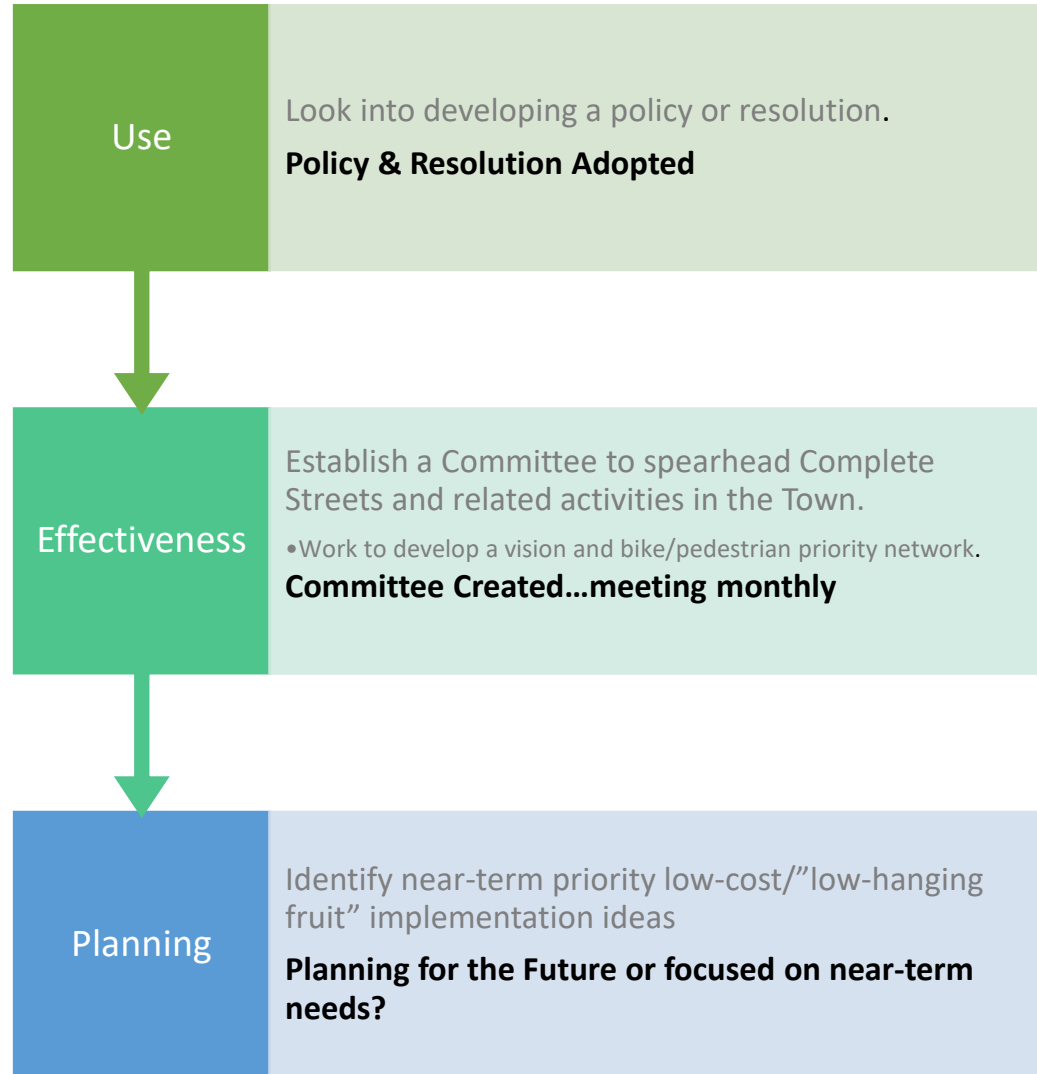 Use
Look into developing a policy or resolution.
Policy & Resolution Adopted
Effectiveness
Establish a Committee to spearhead Complete
Streets and related activities in the Town.
•Work to develop a vision and bike/pedestrian priority network.
Committee Created…meeting monthly
Planning
Identify near-term priority low-cost/”low-hanging
fruit” implementation ideas
Planning for the Future or focused on near-term
needs?